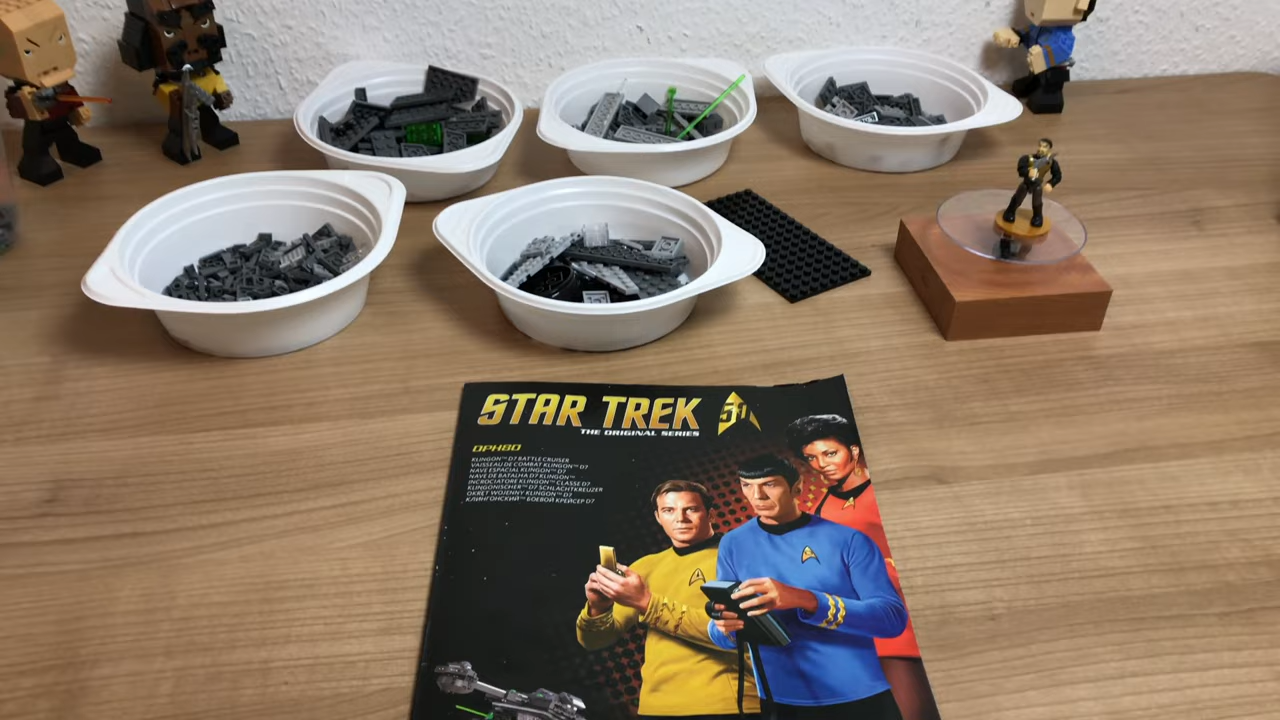 STAR TREK
THE ORIGINAL SERIES
50
DPH80
KLINGON™ D7 BATTLE CRUISER
VAISSEAU DE COMBAT KLINGON™ D7
NAVE ESPACIAL KLINGON™ D7
NAVE DE BATALHA D7 KLINGON™
INCROCIATORE KLINGON™ CLASSE D7
KLINGONISCHER™ D7 SCHLACHTKREUZER
OKRĘT WOJENNY KLINGON™ D7
КЛИНГОНСКИЙ™ БОЕВОЙ КРЕЙСЕР D7